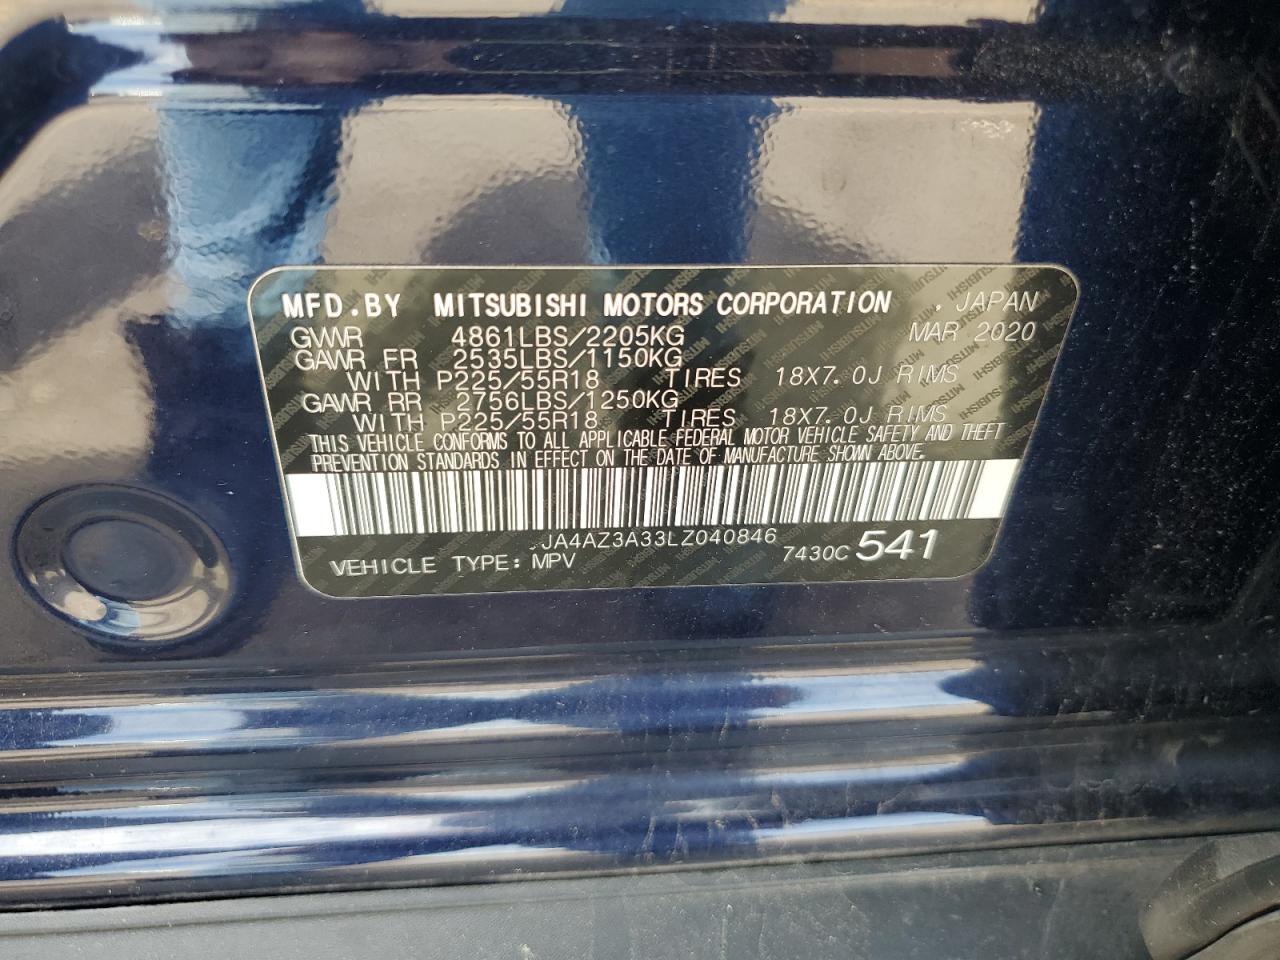 MFD.BY MITSUBISHI MOTORS CORPORATION , JAPAN
GVWR 4861LBS/2205KG MAR 2020
GAWR FR 2535LBS/1150KG
WITH P225/55R18 TIRES 18X7.0J RIMS
GAWR RR 2756LBS/1250KG
WITH P225/55R18 TIRES 18X7.0J RIMS
THIS VEHICLE CONFORMS TO ALL APPLICABLE FEDERAL MOTOR VEHICLE SAFETY AND THEFT
PREVENTION STANDARDS IN EFFECT ON THE DATE OF MANUFACTURE SHOWN ABOVE.
JA4AZ3A33LZ040846
VEHICLE TYPE: MPV 7430C 541